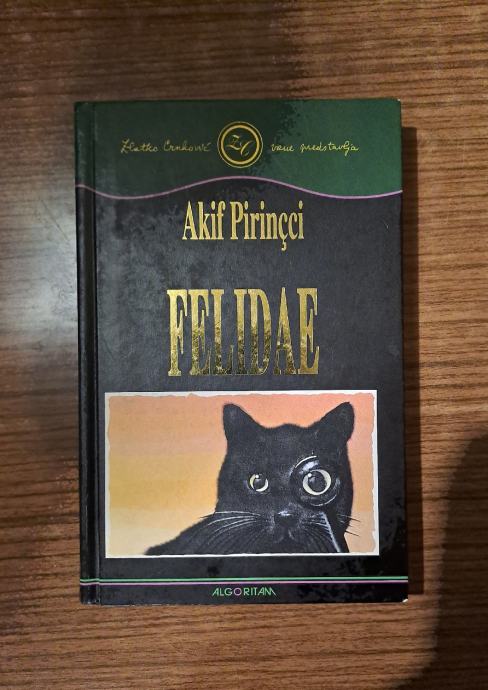 Zlatko Crnković ZC vam predstavlja
Akif Pirinçci
FELIDAE
ALGORITAM